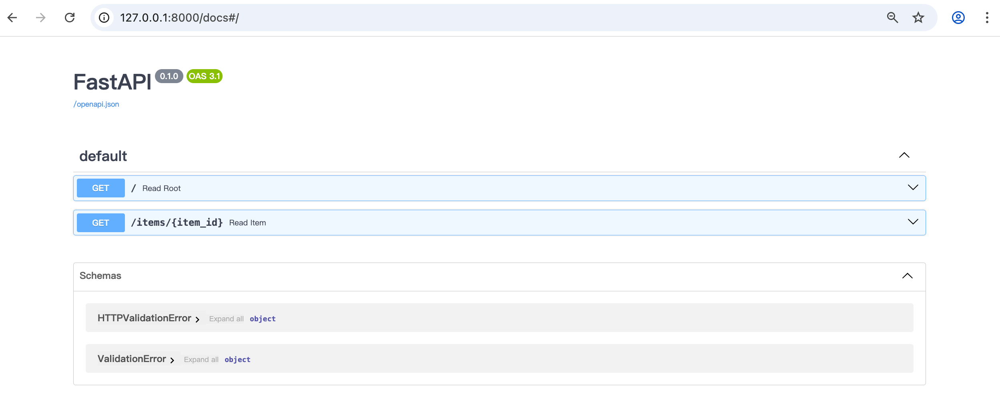 127.0.0.1:8000/docs#/
FastAPI 0.1.0 OAS 3.1
/openapi.json
default
GET / Read Root
GET /items/{item_id} Read Item
Schemas
HTTPValidationError Expand all object
ValidationError Expand all object